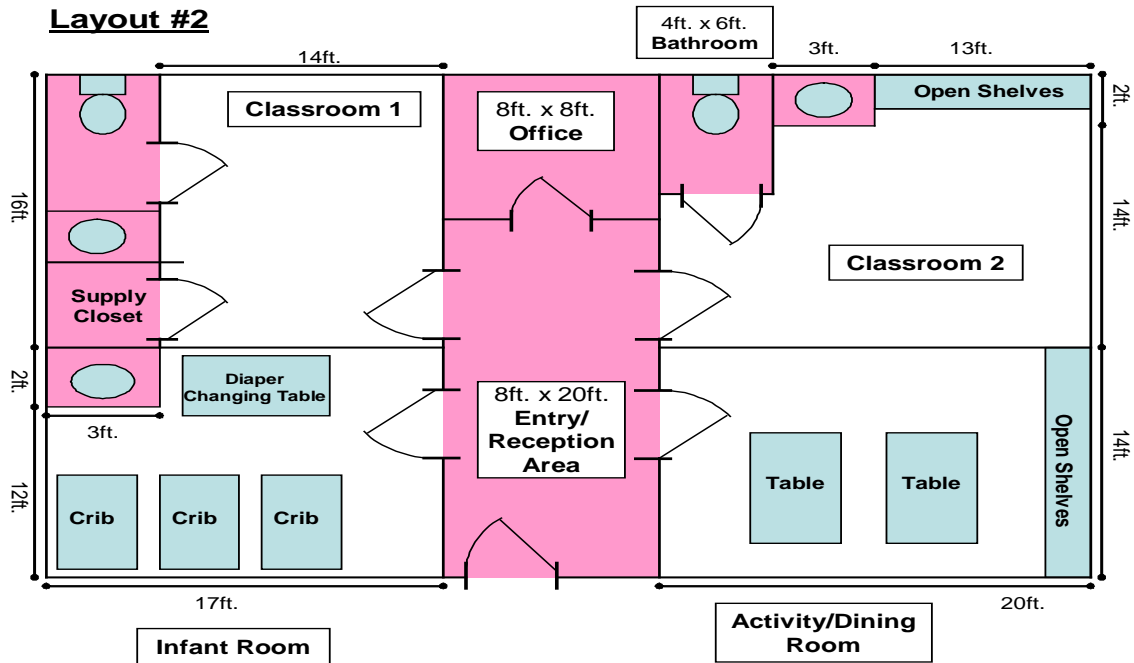 Layout #2
4ft. x 6ft.
Bathroom
14ft.
3ft.
13ft.
Classroom 1
8ft. x 8ft.
Office
Open Shelves
2ft.
16ft.
14ft.
Classroom 2
Supply
Closet
2ft.
Diaper
Changing Table
8ft. x 20ft.
Entry/
Reception
Area
3ft.
Open Shelves
14ft.
Table
Table
12ft.
Crib
Crib
Crib
17ft.
20ft.
Infant Room
Activity/Dining
Room